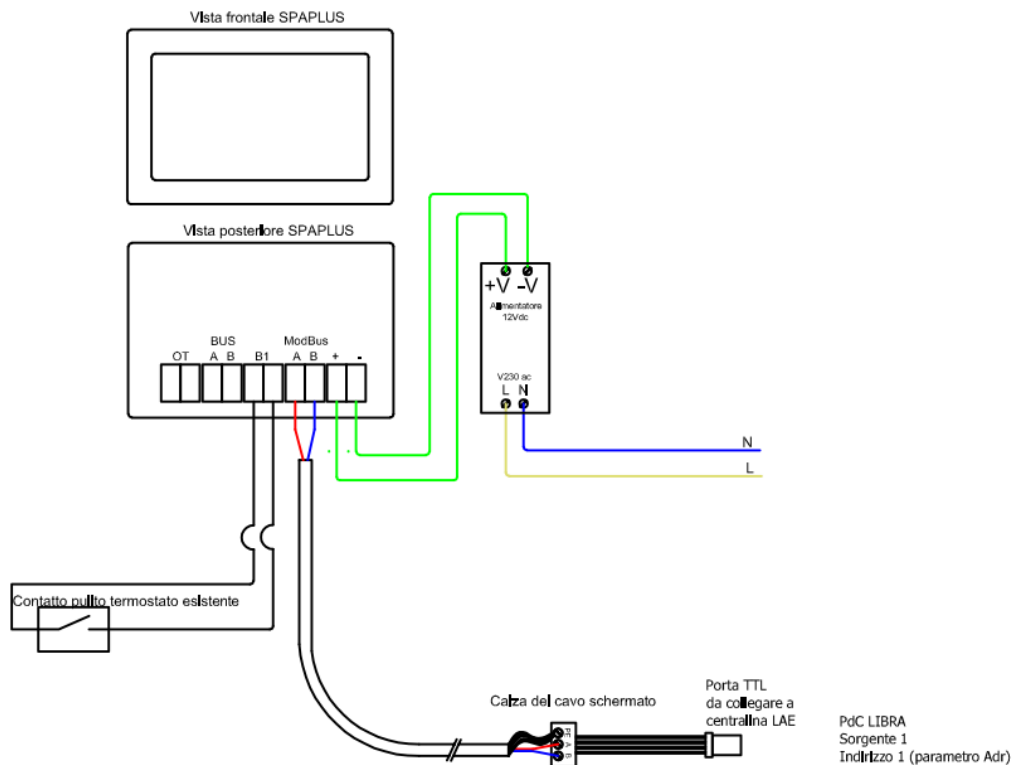 Vista frontale SPAPLUS
Vista posteriore SPAPLUS
+V -V
Alimentatore
12Vdc
BUS ModBus
OT A B B1 A B + -
V230 ac
L N
N
L
Contatto pulito termostato esistente
Calza del cavo schermato
Porta TTL
da collegare a
centralina LAE
PE
A
B
PdC LIBRA
Sorgente 1
Indirizzo 1 (parametro Adr)